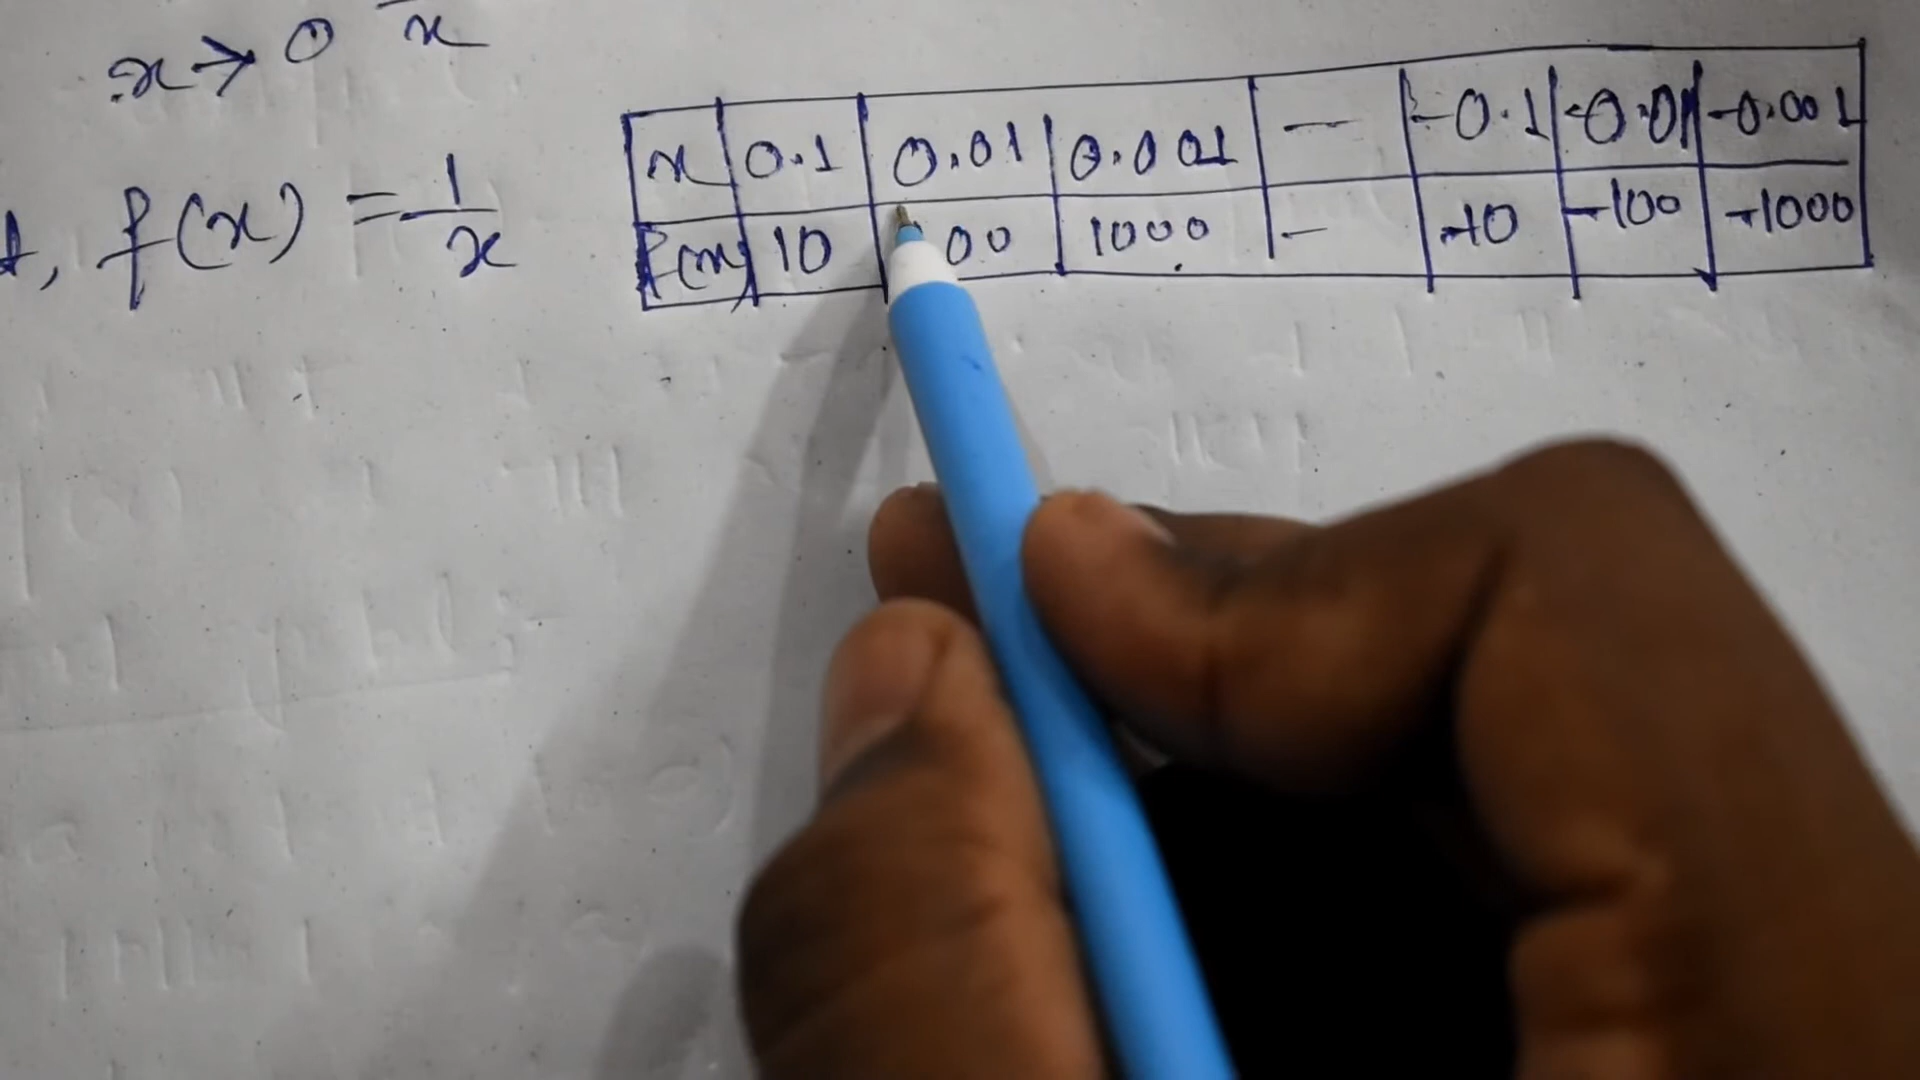 x → 0 x
, f(x) = 1/x
x 0.1 0.01 0.001 — -0.1 -0.01 -0.001
f(x) 10 00 1000 - -10 -100 -1000